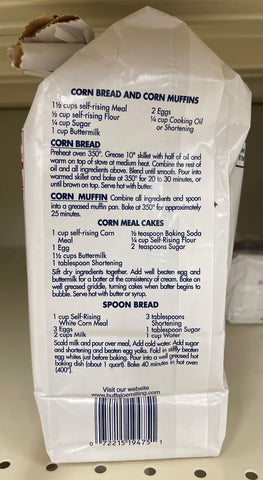 CORN BREAD AND CORN MUFFINS
1½ cups self-rising Meal
½ cup self-rising Flour
¼ cup Sugar
1 cup Buttermilk
2 Eggs
¼ cup Cooking Oil
or Shortening
CORN BREAD
Preheat oven 350°. Grease 10" skillet with half of oil and
warm on top of stove at medium heat. Combine the rest of
oil and all ingredients above. Blend until smooth. Pour into
warmed skillet and bake at 350° for 20 to 30 minutes, or
until brown on top. Serve hot with butter.
CORN MUFFIN Combine all ingredients and spoon
into a greased muffin pan. Bake at 350° for approximately
25 minutes.
CORN MEAL CAKES
1 cup self-rising Corn
Meal
1 Egg
1½ cups Buttermilk
1 tablespoon Shortening
½ teaspoon Baking Soda
¼ cup Self-Rising Flour
2 teaspoons Sugar
Sift dry ingredients together. Add well beaten egg and
buttermilk for a batter of the consistency of cream. Bake on
well greased griddle, turning cakes when batter begins to
bubble. Serve hot with butter or syrup.
SPOON BREAD
1 cup Self-Rising
White Corn Meal
3 Eggs
2 cups Milk
3 tablespoons
Shortening
1 tablespoon Sugar
1 cup Water
Scald milk and pour over meal, Add cold water. Add sugar
and shortening and beaten egg yolks. Fold in stiffly beaten
egg whites just before baking. Pour into a well greased hot
baking dish (about 1 quart). Bake 40 minutes in hot oven
(400°).
Visit our website
0 72215 19475 1